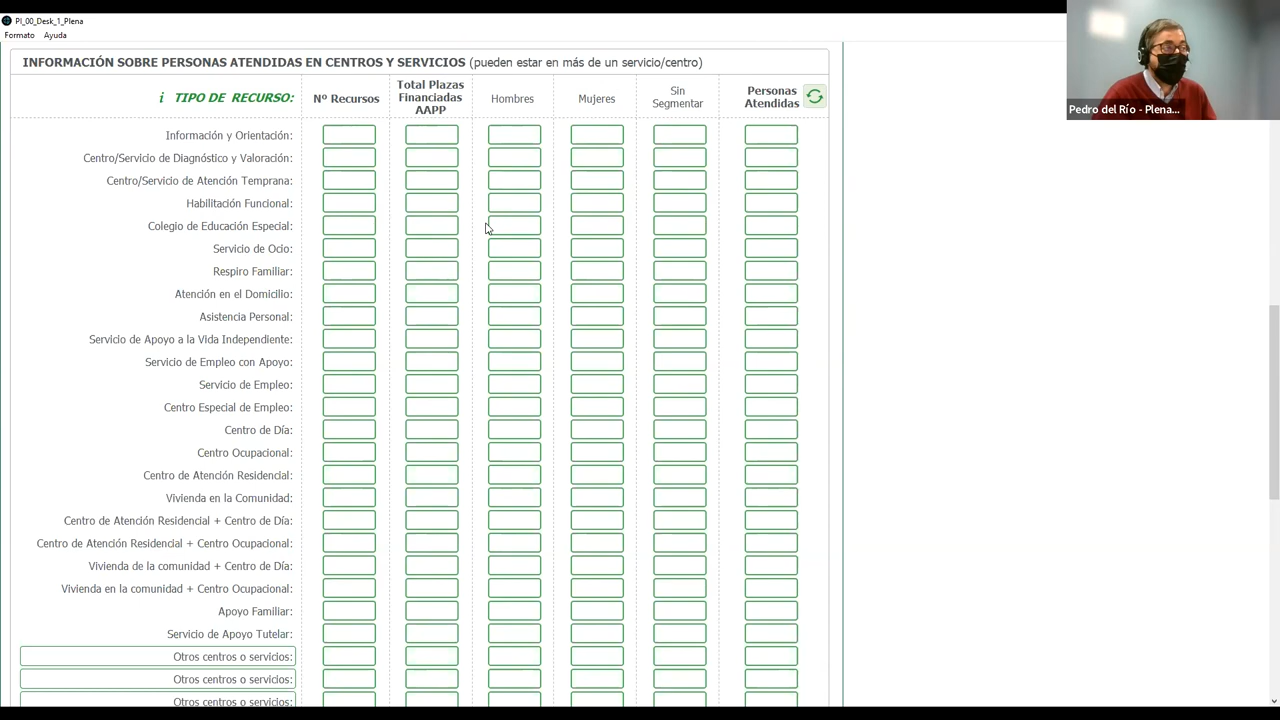 PI_00_Desk_1_Plena
Formato Ayuda
INFORMACIÓN SOBRE PERSONAS ATENDIDAS EN CENTROS Y SERVICIOS (pueden estar en más de un servicio/centro)
i TIPO DE RECURSO: Nº Recursos Total Plazas Financiadas AAPP Hombres Mujeres Sin Segmentar Personas Atendidas
Información y Orientación:
Centro/Servicio de Diagnóstico y Valoración:
Centro/Servicio de Atención Temprana:
Habilitación Funcional:
Colegio de Educación Especial:
Servicio de Ocio:
Respiro Familiar:
Atención en el Domicilio:
Asistencia Personal:
Servicio de Apoyo a la Vida Independiente:
Servicio de Empleo con Apoyo:
Servicio de Empleo:
Centro Especial de Empleo:
Centro de Día:
Centro Ocupacional:
Centro de Atención Residencial:
Vivienda en la Comunidad:
Centro de Atención Residencial + Centro de Día:
Centro de Atención Residencial + Centro Ocupacional:
Vivienda de la comunidad + Centro de Día:
Vivienda en la comunidad + Centro Ocupacional:
Apoyo Familiar:
Servicio de Apoyo Tutelar:
Otros centros o servicios:
Otros centros o servicios:
Otros centros o servicios:
Pedro del Río - Plena...